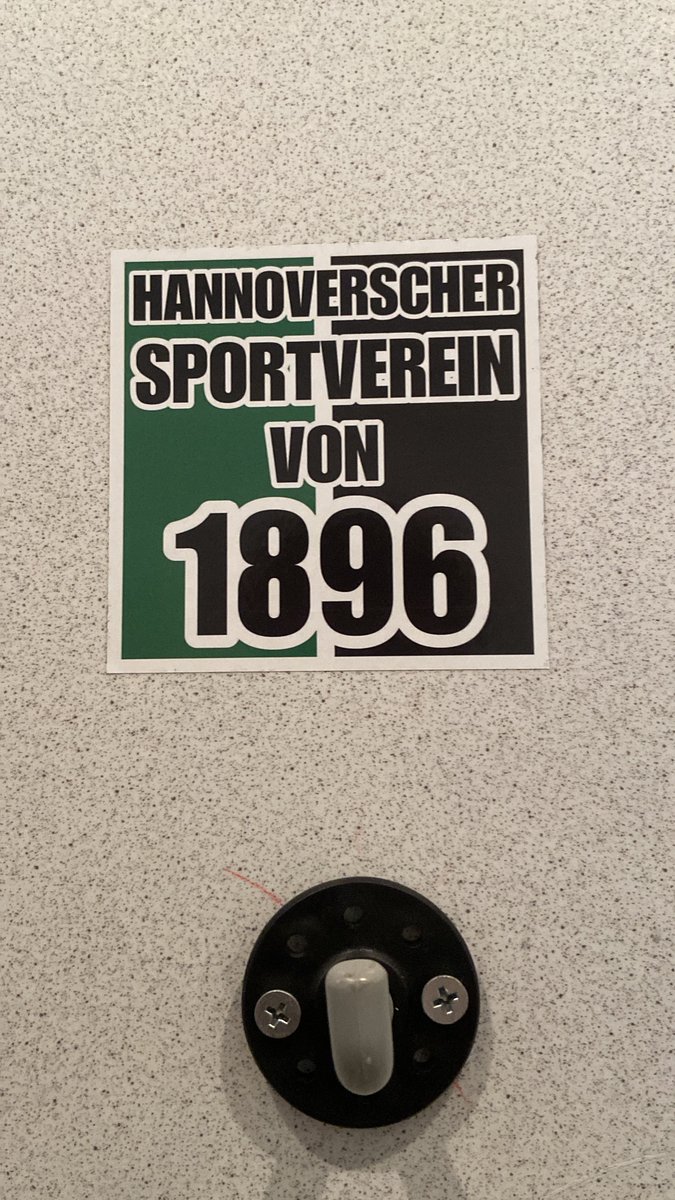 HANNOVERSCHER
SPORTVEREIN
VON
1896